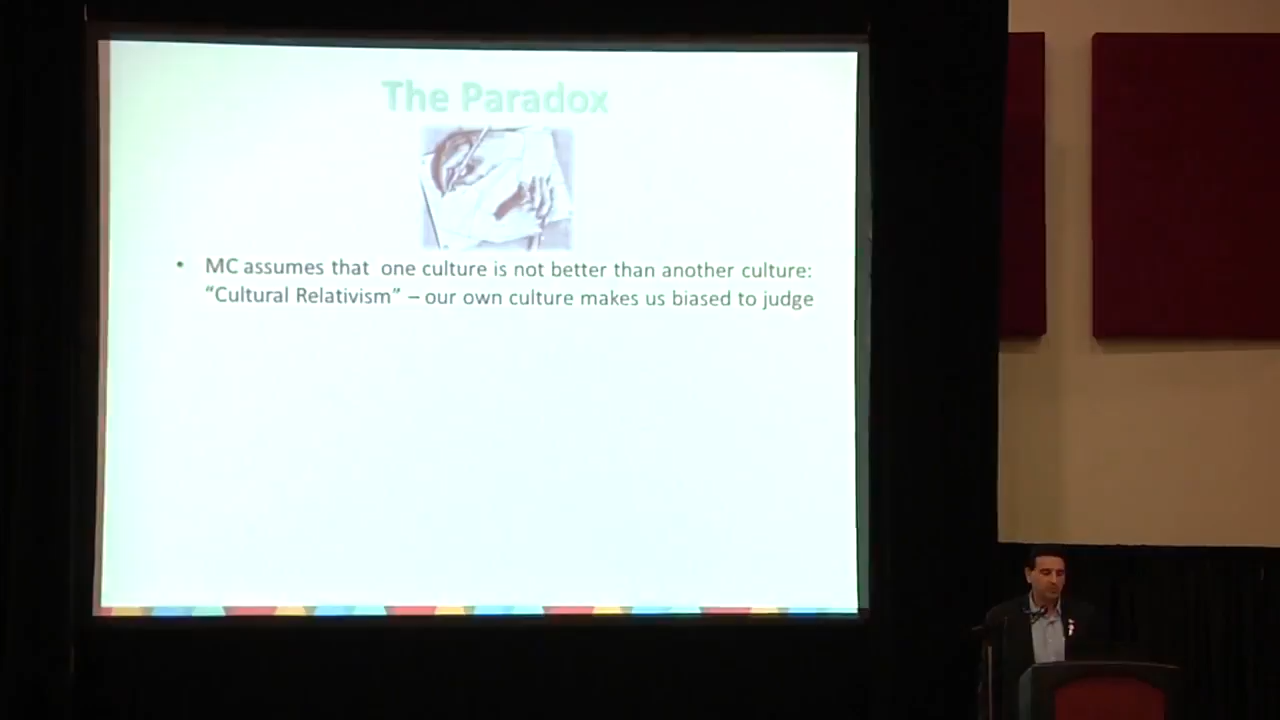 The Paradox
• MC assumes that one culture is not better than another culture:
“Cultural Relativism” – our own culture makes us biased to judge